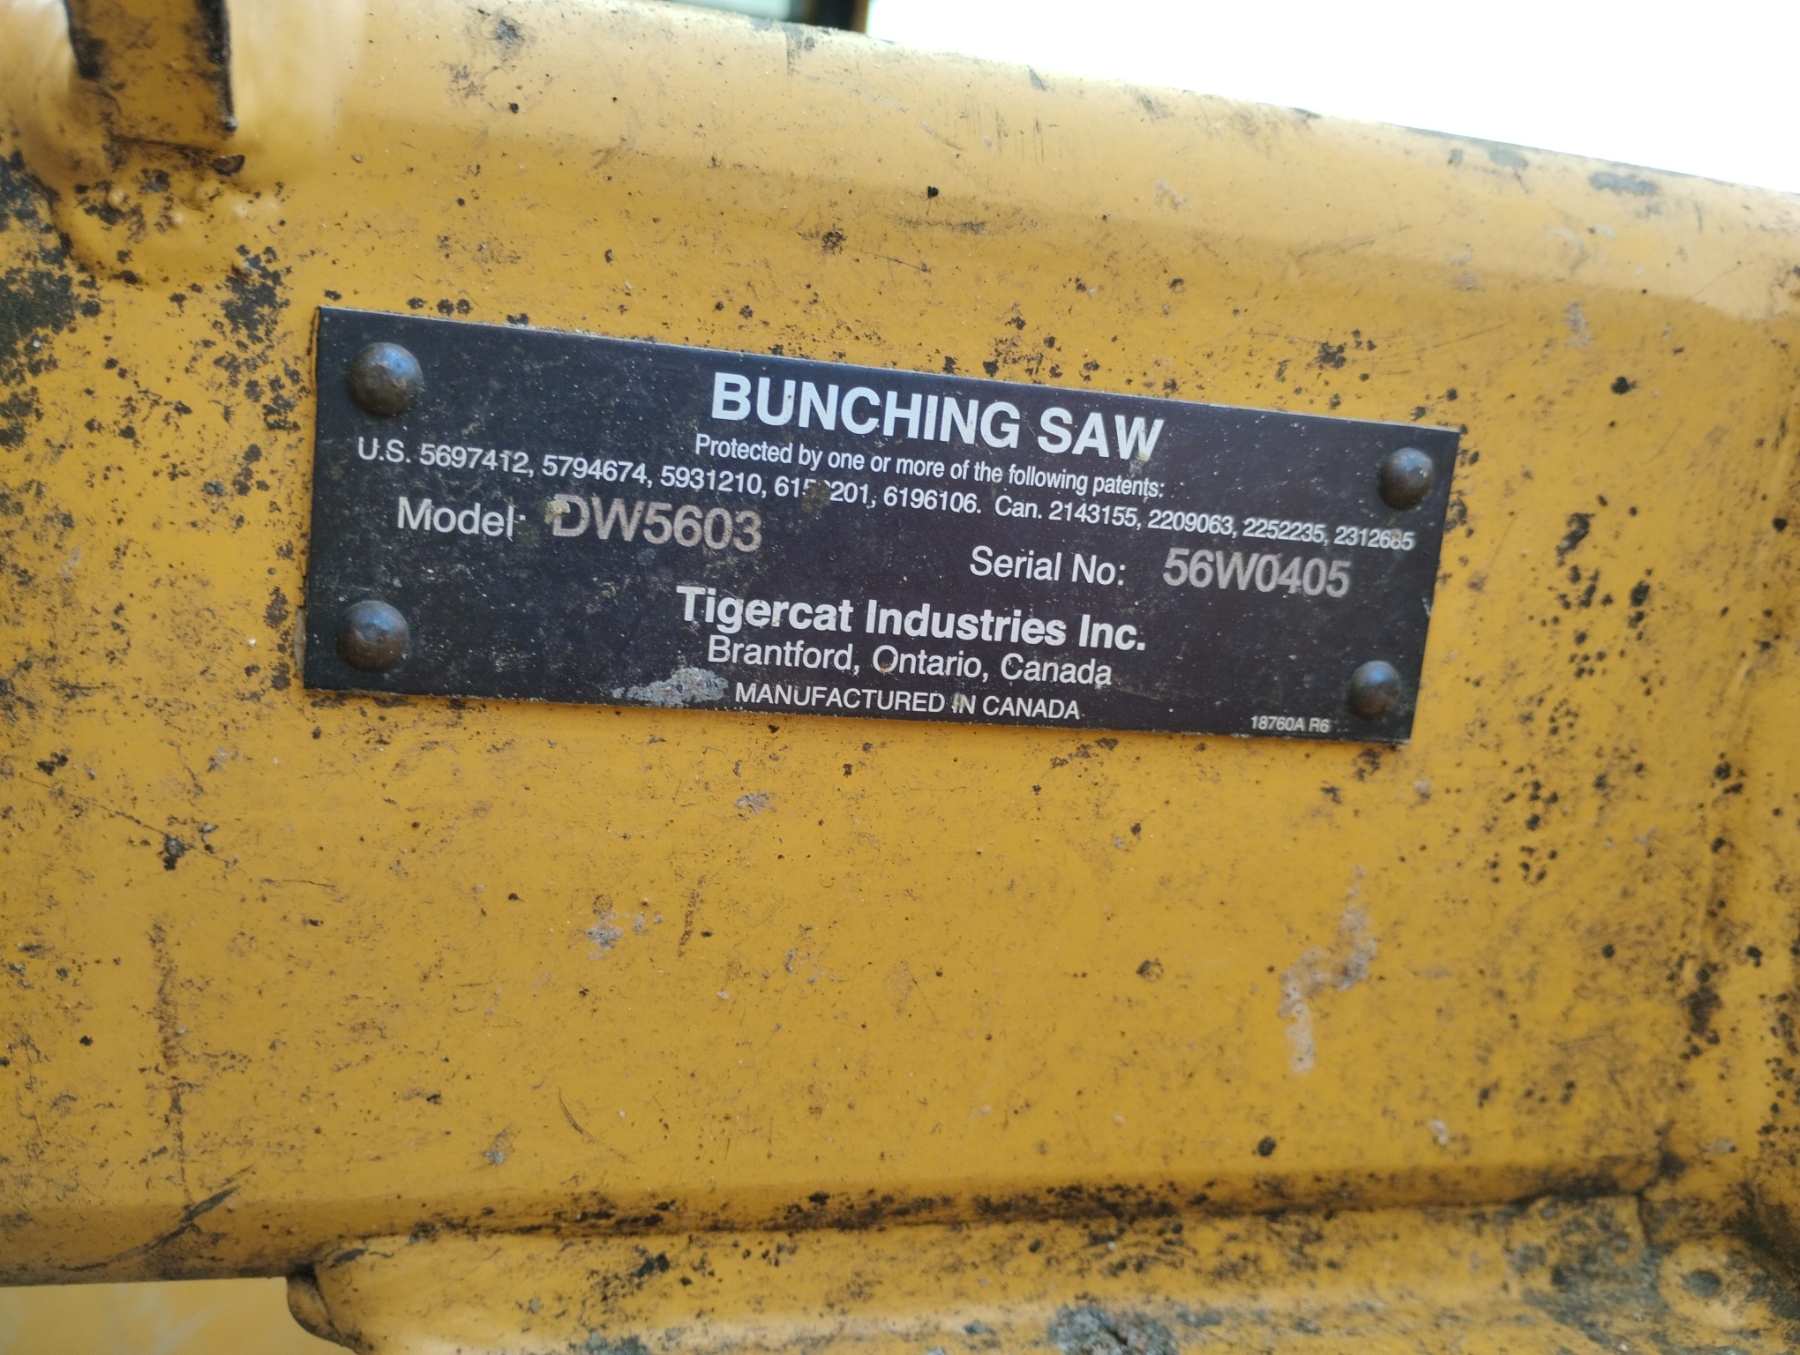 BUNCHING SAW
Protected by one or more of the following patents:
U.S. 5697412, 5794674, 5931210, 6196106. Can. 2143155, 2209063, 2252235, 2312685
Model: DW5603
Serial No: 56W0405
Tigercat Industries Inc.
Brantford, Ontario, Canada
MANUFACTURED IN CANADA
18760A R6